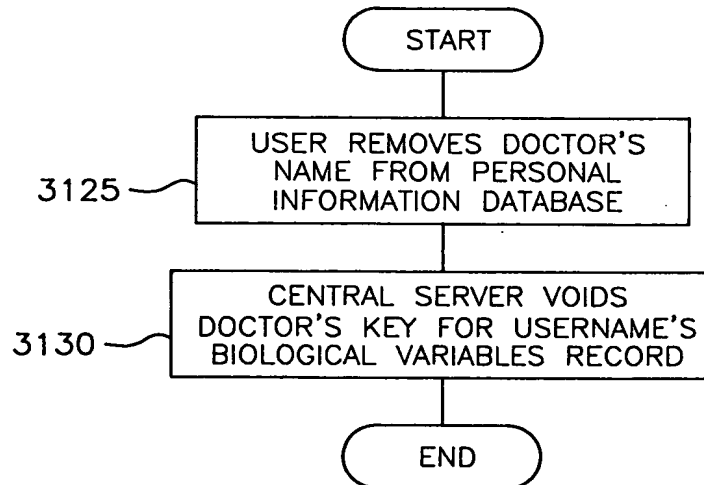 START
USER REMOVES DOCTOR'S
NAME FROM PERSONAL
INFORMATION DATABASE
3125
CENTRAL SERVER VOIDS
DOCTOR'S KEY FOR USERNAME'S
BIOLOGICAL VARIABLES RECORD
3130
END